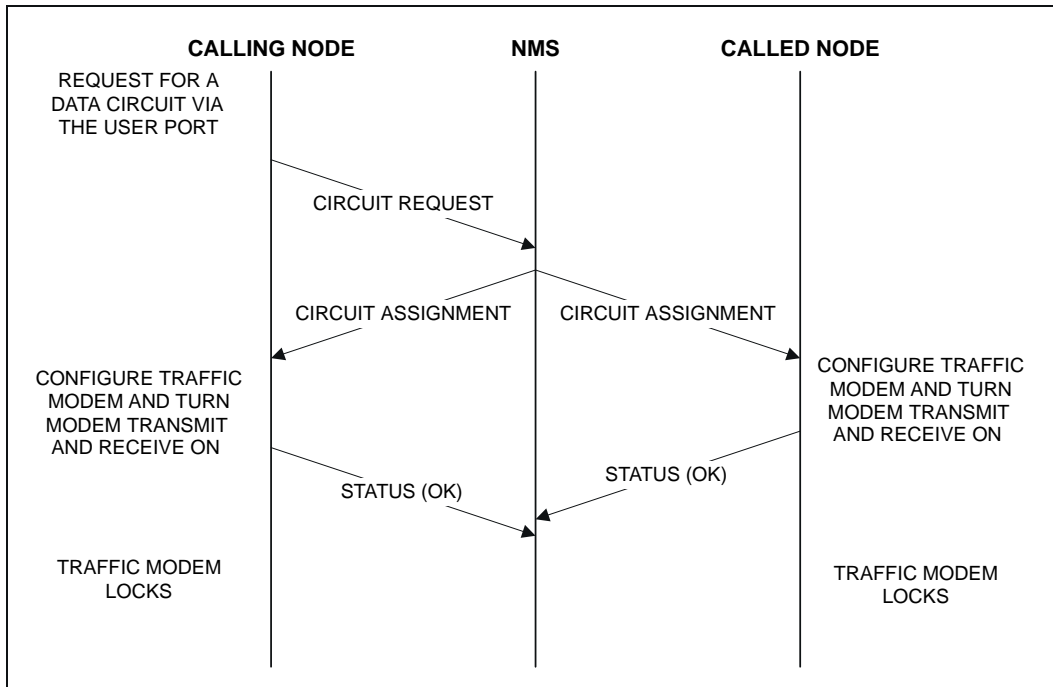 CALLING NODE
NMS
CALLED NODE
REQUEST FOR A
DATA CIRCUIT VIA
THE USER PORT
CIRCUIT REQUEST
CIRCUIT ASSIGNMENT
CIRCUIT ASSIGNMENT
CONFIGURE TRAFFIC
MODEM AND TURN
MODEM TRANSMIT
AND RECEIVE ON
CONFIGURE TRAFFIC
MODEM AND TURN
MODEM TRANSMIT
AND RECEIVE ON
STATUS (OK)
STATUS (OK)
TRAFFIC MODEM
LOCKS
TRAFFIC MODEM
LOCKS